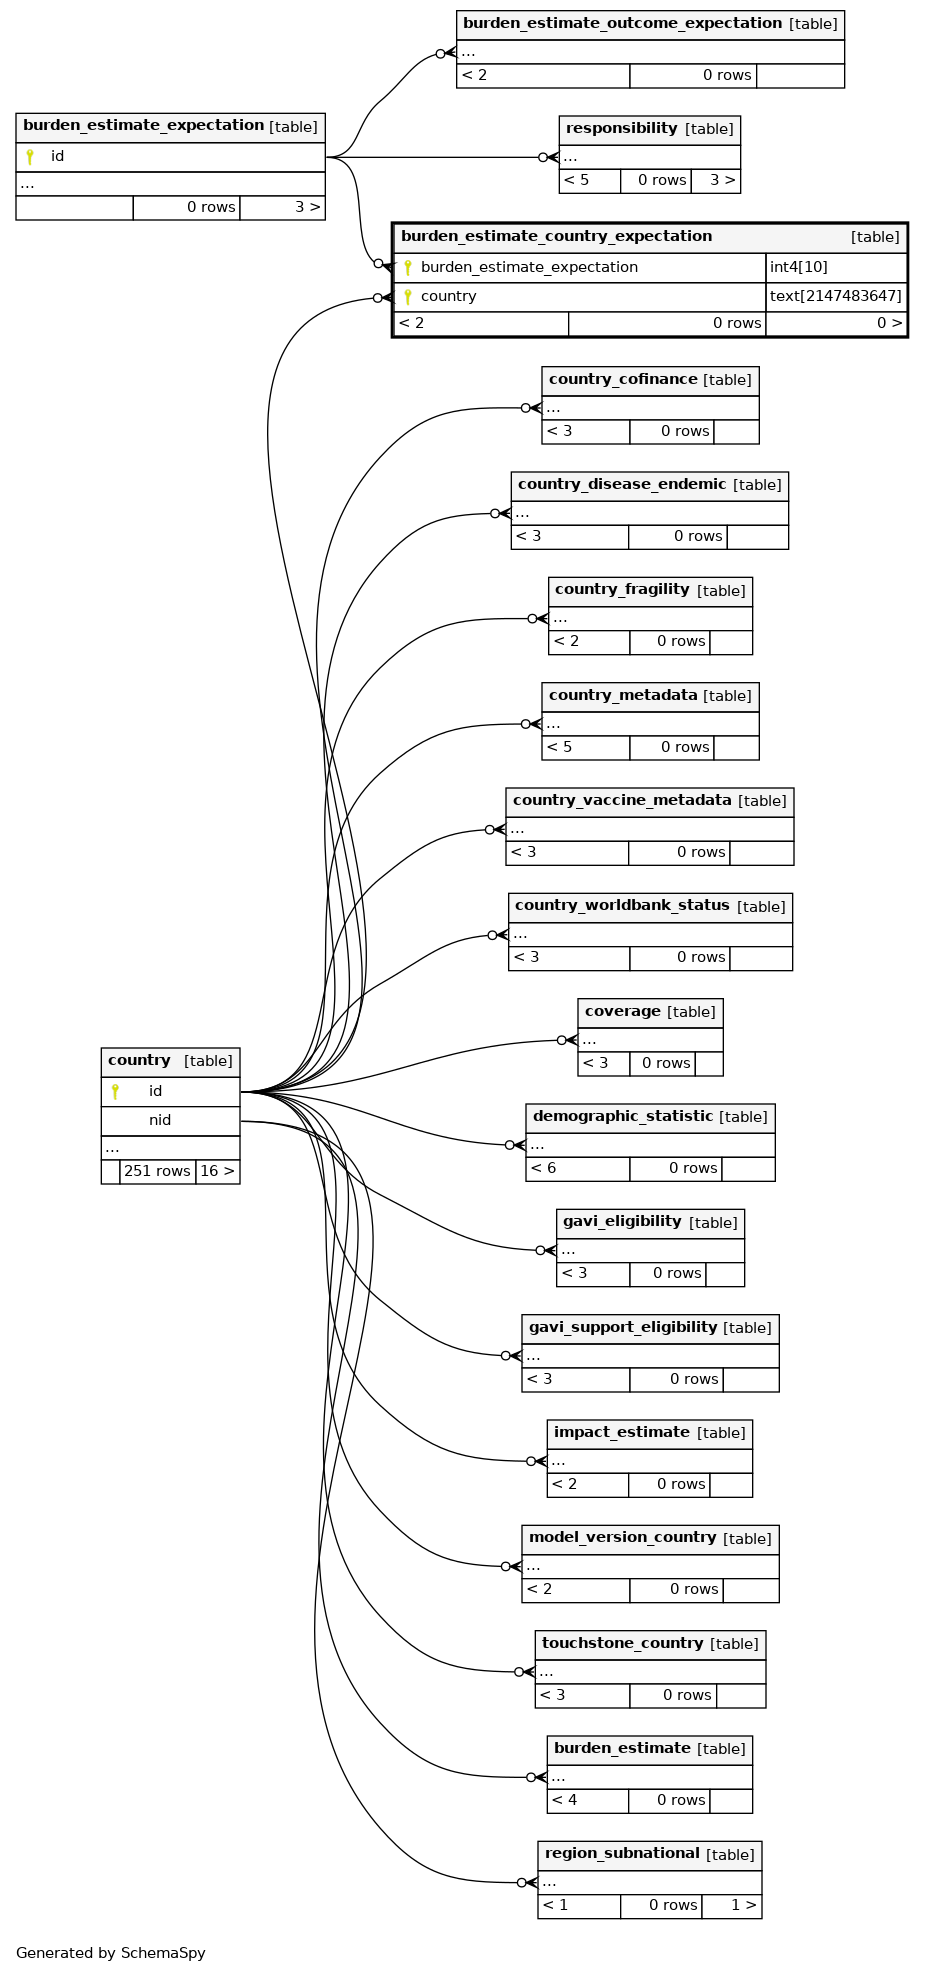 burden_estimate_outcome_expectation [table]
...
< 2 0 rows
burden_estimate_expectation [table]
id
...
0 rows 3 >
responsibility [table]
...
< 5 0 rows 3 >
burden_estimate_country_expectation [table]
burden_estimate_expectation int4[10]
country text[2147483647]
< 2 0 rows 0 >
country_cofinance [table]
...
< 3 0 rows
country_disease_endemic [table]
...
< 3 0 rows
country_fragility [table]
...
< 2 0 rows
country_metadata [table]
...
< 5 0 rows
country_vaccine_metadata [table]
...
< 3 0 rows
country_worldbank_status [table]
...
< 3 0 rows
coverage [table]
...
< 3 0 rows
country [table]
id
nid
...
251 rows 16 >
demographic_statistic [table]
...
< 6 0 rows
gavi_eligibility [table]
...
< 3 0 rows
gavi_support_eligibility [table]
...
< 3 0 rows
impact_estimate [table]
...
< 2 0 rows
model_version_country [table]
...
< 2 0 rows
touchstone_country [table]
...
< 3 0 rows
burden_estimate [table]
...
< 4 0 rows
region_subnational [table]
...
< 1 0 rows 1 >
Generated by SchemaSpy